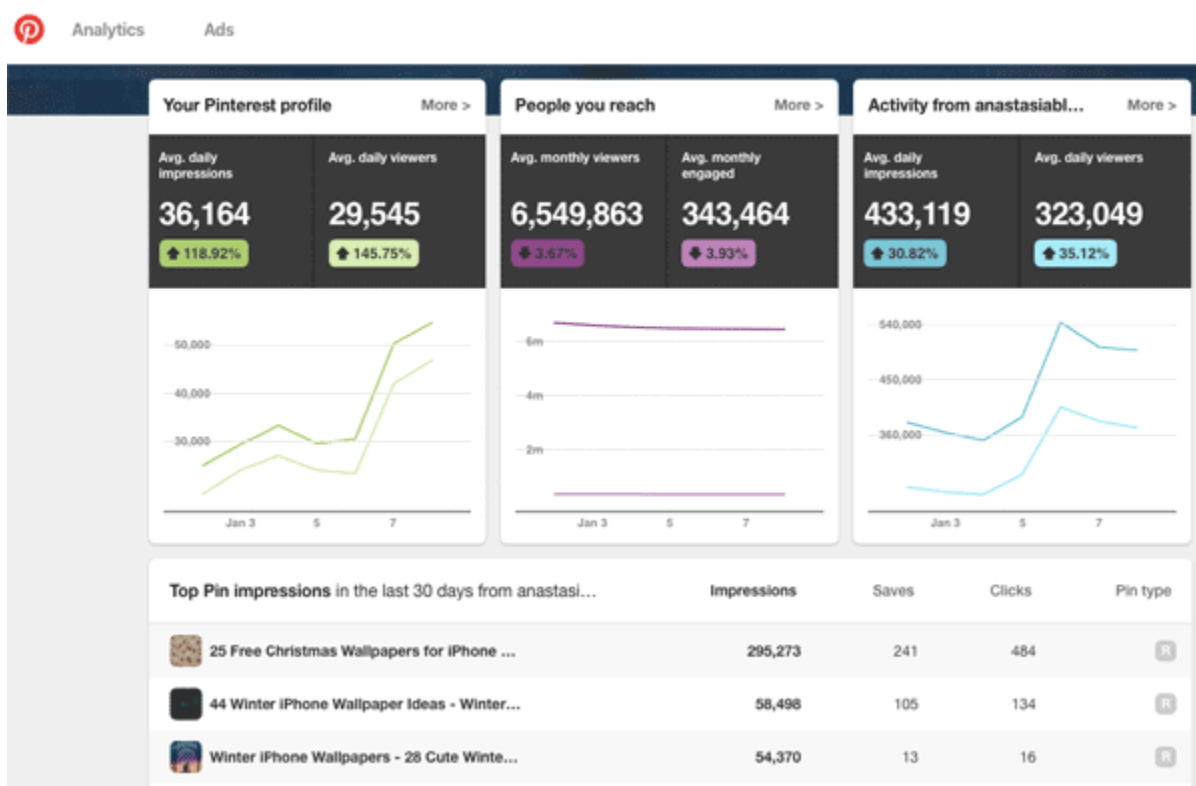 Analytics Ads
Your Pinterest profile More >
Avg. daily impressions
36,164
118.92%
Avg. daily viewers
29,545
145.75%
50,000
40,000
30,000
Jan 3 5 7
People you reach More >
Avg. monthly viewers
6,549,863
3.67%
Avg. monthly engaged
343,464
3.93%
6m
4m
2m
Jan 3 5 7
Activity from anastasiabl... More >
Avg. daily impressions
433,119
30.82%
Avg. daily viewers
323,049
35.12%
540,000
450,000
360,000
Jan 3 5 7
Top Pin impressions in the last 30 days from anastasi... Impressions Saves Clicks Pin type
25 Free Christmas Wallpapers for iPhone ... 295,273 241 484 R
44 Winter iPhone Wallpaper Ideas - Winter... 58,498 105 134 R
Winter iPhone Wallpapers - 28 Cute Winte... 54,370 13 16 R